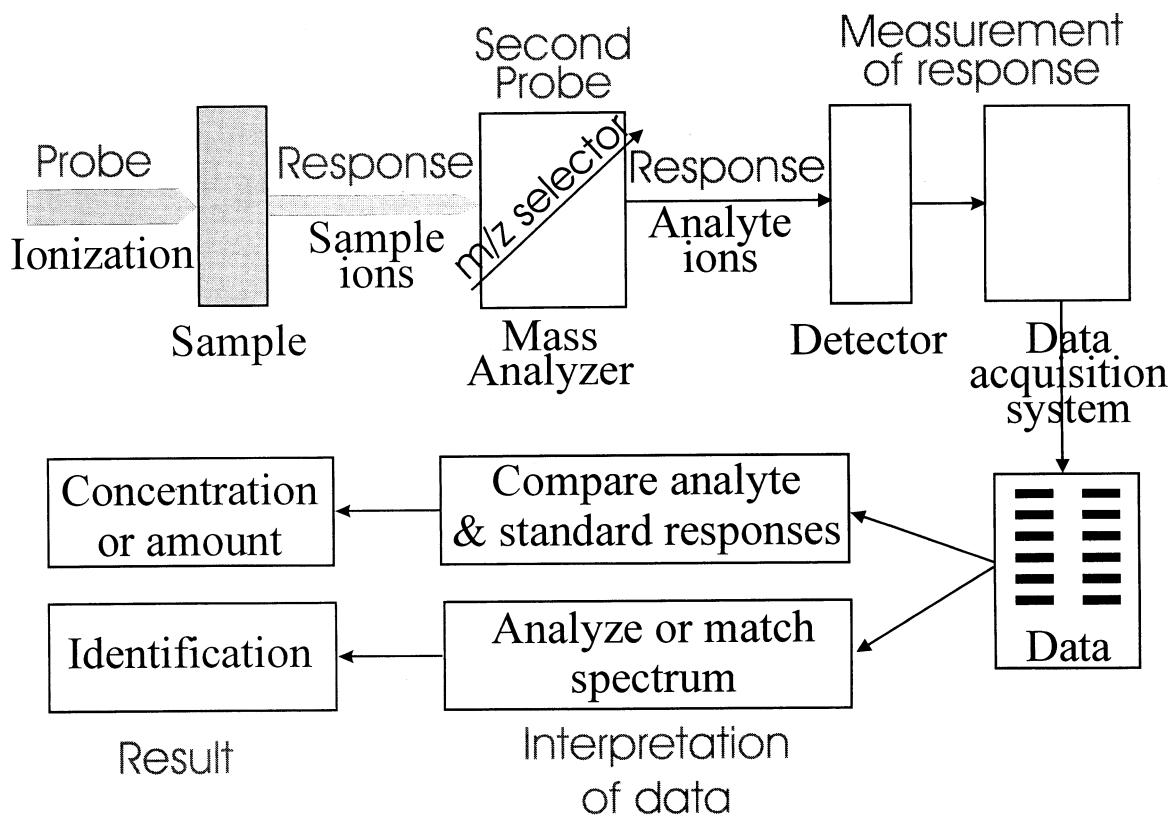 Second
Probe
Measurement
of response
Probe
Ionization
Response
Sample
ions
m/z selector
Response
Analyte
ions
Sample
Mass
Analyzer
Detector
Data
acquisition
system
Concentration
or amount
Compare analyte
& standard responses
Data
Identification
Analyze or match
spectrum
Result
Interpretation
of data